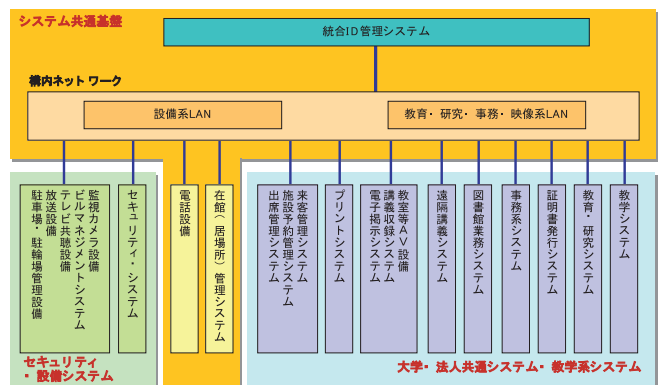 システム共通基盤
統合ID管理システム
構内ネットワーク
設備系LAN
教育・研究・事務・映像系LAN
監視カメラ設備
ビルマネジメントシステム
テレビ共聴設備
放送設備
駐車場・駐輪場管理設備
セキュリティ・システム
電話設備
在館（居場所）管理システム
来客管理システム
施設予約管理システム
出席管理システム
プリントシステム
教室等AV設備
講義収録システム
電子掲示システム
遠隔講義システム
図書館業務システム
事務系システム
証明書発行システム
教育・研究システム
教学システム
セキュリティ
・設備システム
大学・法人共通システム・教学系システム